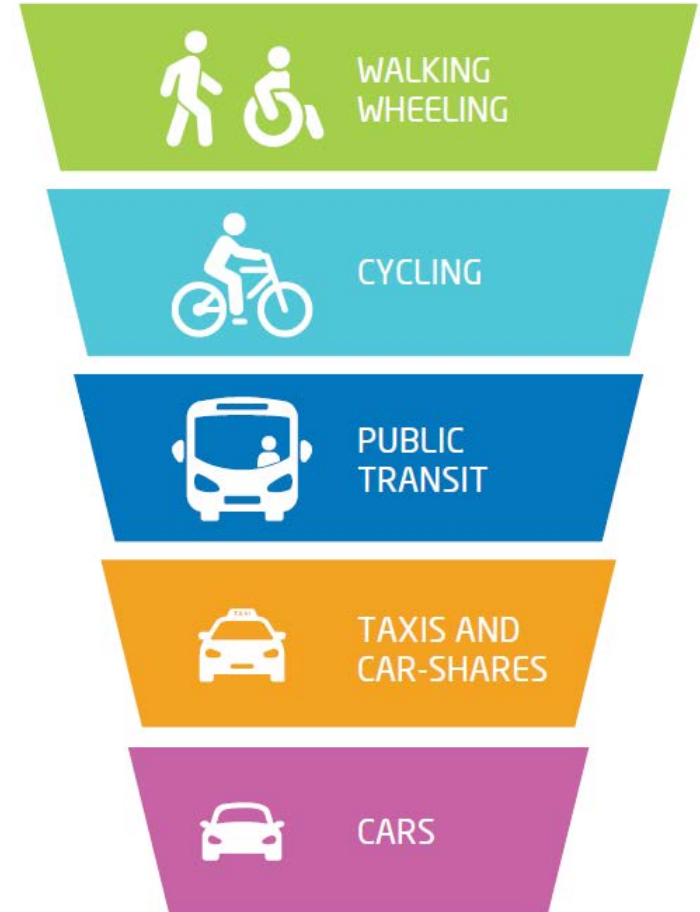 WALKING
WHEELING
CYCLING
PUBLIC
TRANSIT
TAXI
TAXIS AND
CAR-SHARES
CARS